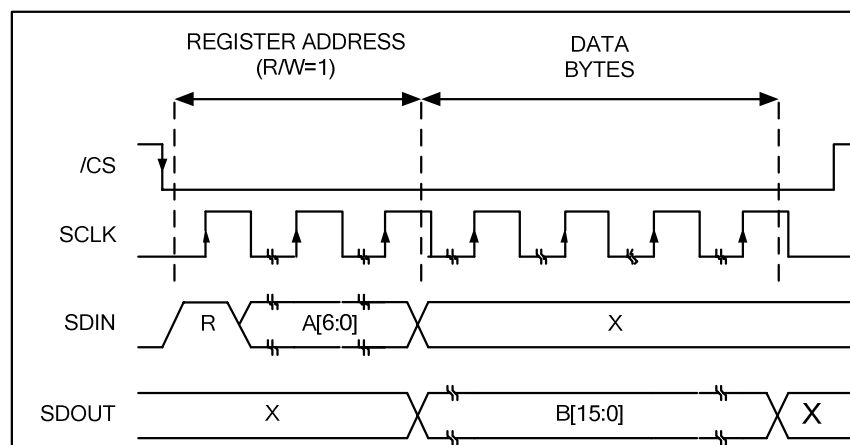 REGISTER ADDRESS
(R/W=1)
DATA
BYTES
/CS
SCLK
SDIN
R
A[6:0]
X
SDOUT
X
B[15:0]
X